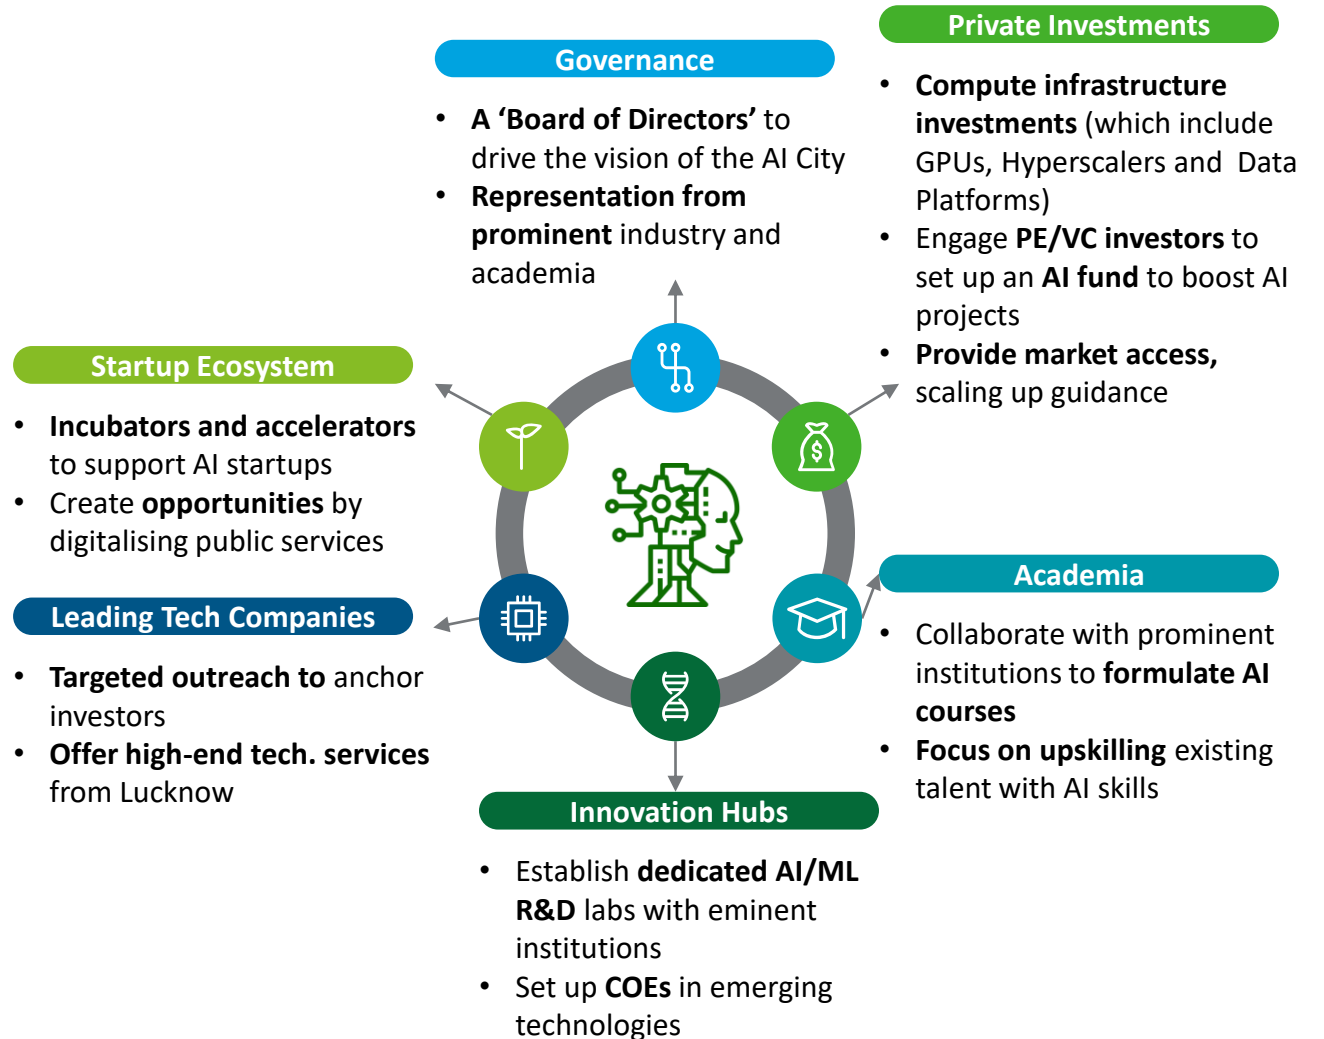 Governance
• A ‘Board of Directors’ to
drive the vision of the AI City
• Representation from
prominent industry and
academia
Private Investments
• Compute infrastructure
investments (which include
GPUs, Hyperscalers and Data
Platforms)
• Engage PE/VC investors to
set up an AI fund to boost AI
projects
• Provide market access,
scaling up guidance
Startup Ecosystem
• Incubators and accelerators
to support AI startups
• Create opportunities by
digitalising public services
Leading Tech Companies
• Targeted outreach to anchor
investors
• Offer high-end tech. services
from Lucknow
Academia
• Collaborate with prominent
institutions to formulate AI
courses
• Focus on upskilling existing
talent with AI skills
Innovation Hubs
• Establish dedicated AI/ML
R&D labs with eminent
institutions
• Set up COEs in emerging
technologies
$